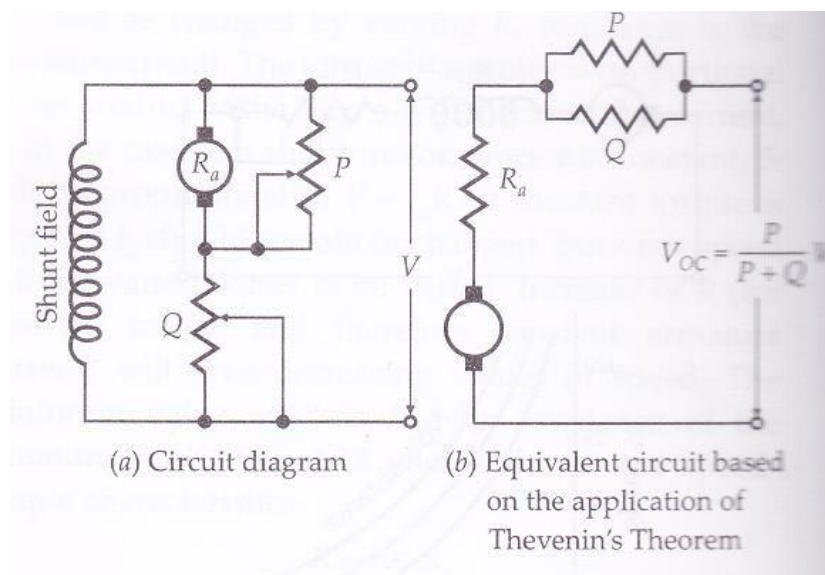 Shunt field
R_a
P
Q
V
(a) Circuit diagram
P
Q
R_a
V_OC = P / P + Q
(b) Equivalent circuit based
on the application of
Thevenin's Theorem